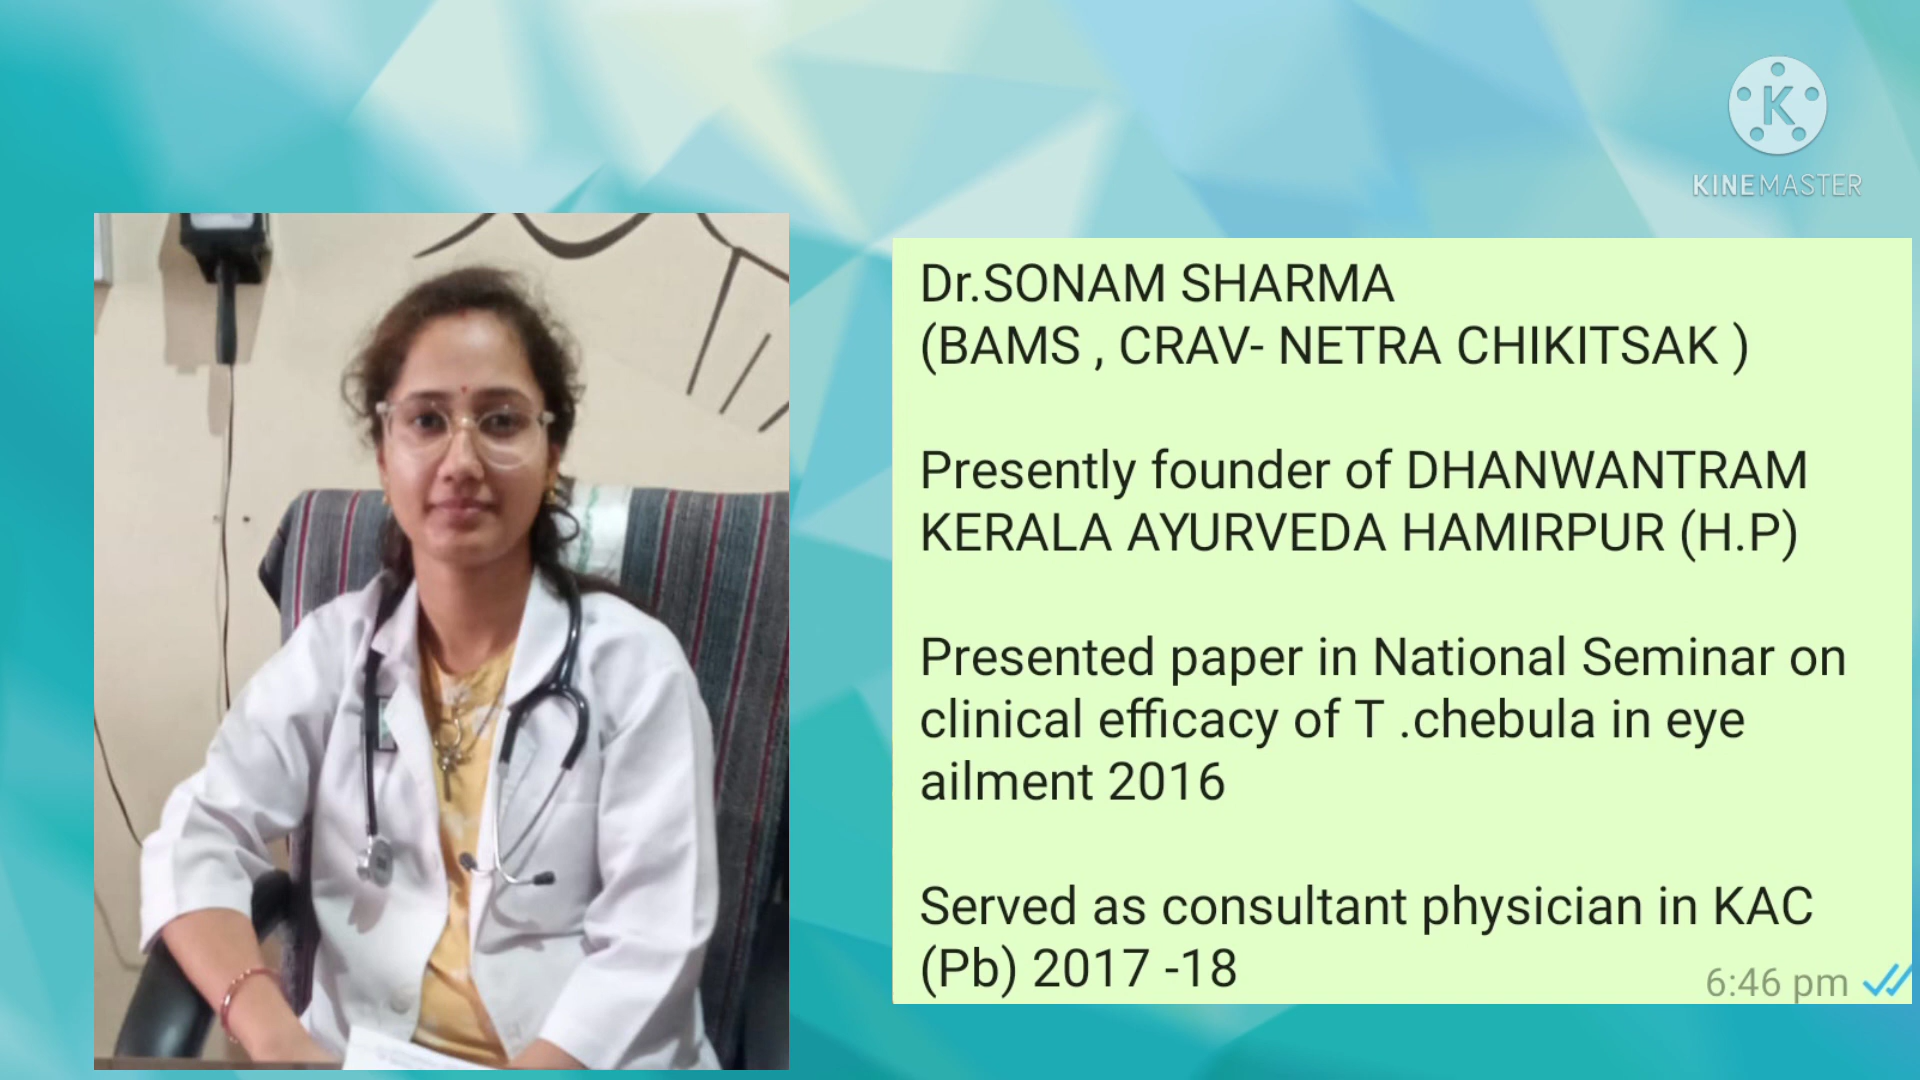 K
KINEMASTER
Dr.SONAM SHARMA
(BAMS , CRAV- NETRA CHIKITSAK )
Presently founder of DHANWANTRAM
KERALA AYURVEDA HAMIRPUR (H.P)
Presented paper in National Seminar on
clinical efficacy of T .chebula in eye
ailment 2016
Served as consultant physician in KAC
(Pb) 2017 -18
6:46 pm